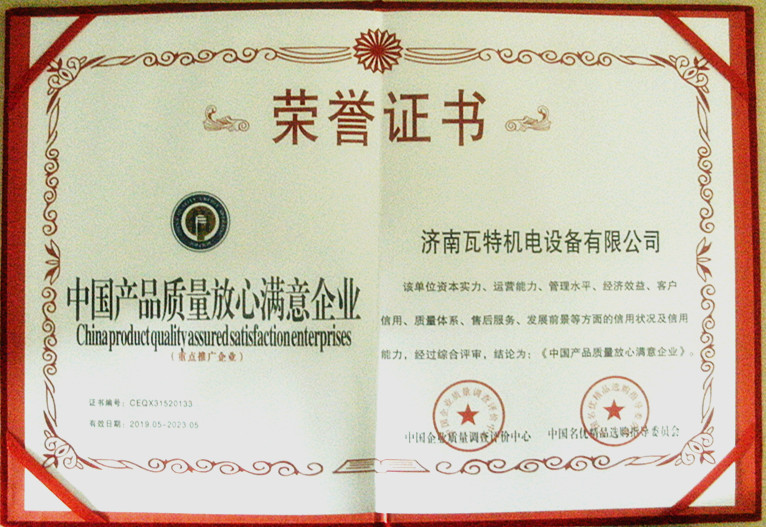 荣誉证书
中国产品质量放心满意企业
China product quality assured satisfaction enterprises
(重点推广企业)
证书编号：CEQX31520133
有效日期：2019.05-2023.05
济南瓦特机电设备有限公司
该单位资本实力、运营能力、管理水平、经济效益、客户
信用、质量体系、售后服务、发展前景等方面的信用状况及信用
能力，经过综合评审，结论为：《中国产品质量放心满意企业》。
中国企业质量调查评价中心
中国名优精品选购指导委员会